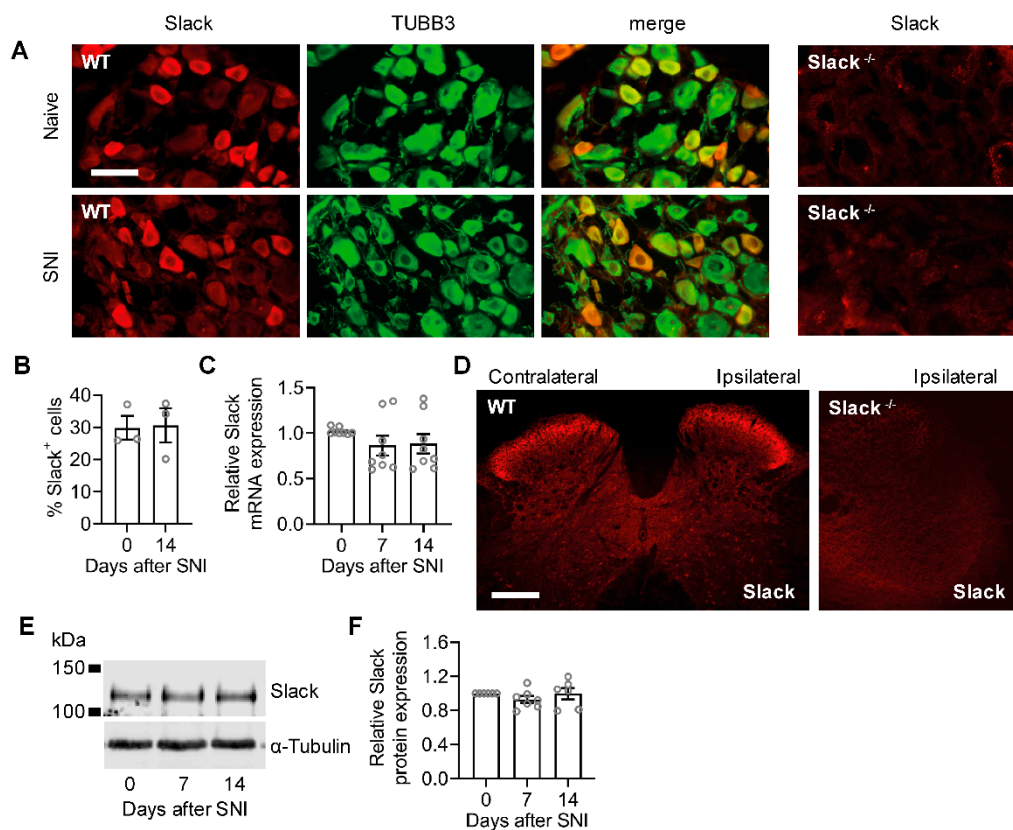 Slack TUBB3 merge Slack
A
Naive
WT
Slack -/-
SNI
WT
Slack -/-
B
% Slack+ cells
40
30
20
10
0
0 14
Days after SNI
C
Relative Slack
mRNA expression
1.5
1.0
0.5
0.0
0 7 14
Days after SNI
D
Contralateral Ipsilateral Ipsilateral
WT
Slack -/-
Slack Slack
E
kDa
150
100
Slack
α-Tubulin
0 7 14
Days after SNI
F
Relative Slack
protein expression
1.6
1.2
0.8
0.4
0.0
0 7 14
Days after SNI